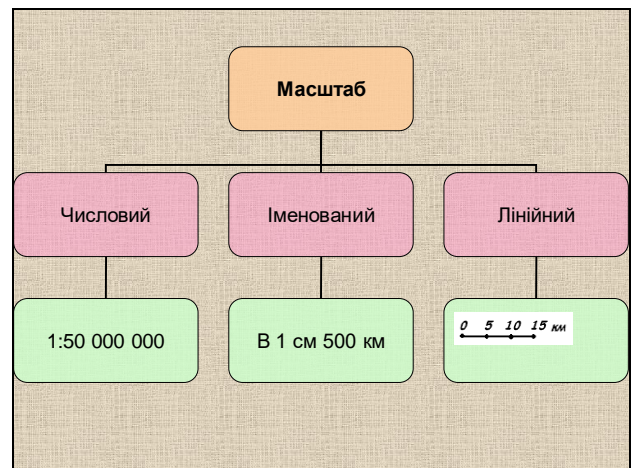 Масштаб
Числовий
Іменований
Лінійний
1:50 000 000
В 1 см 500 км
0 5 10 15 км